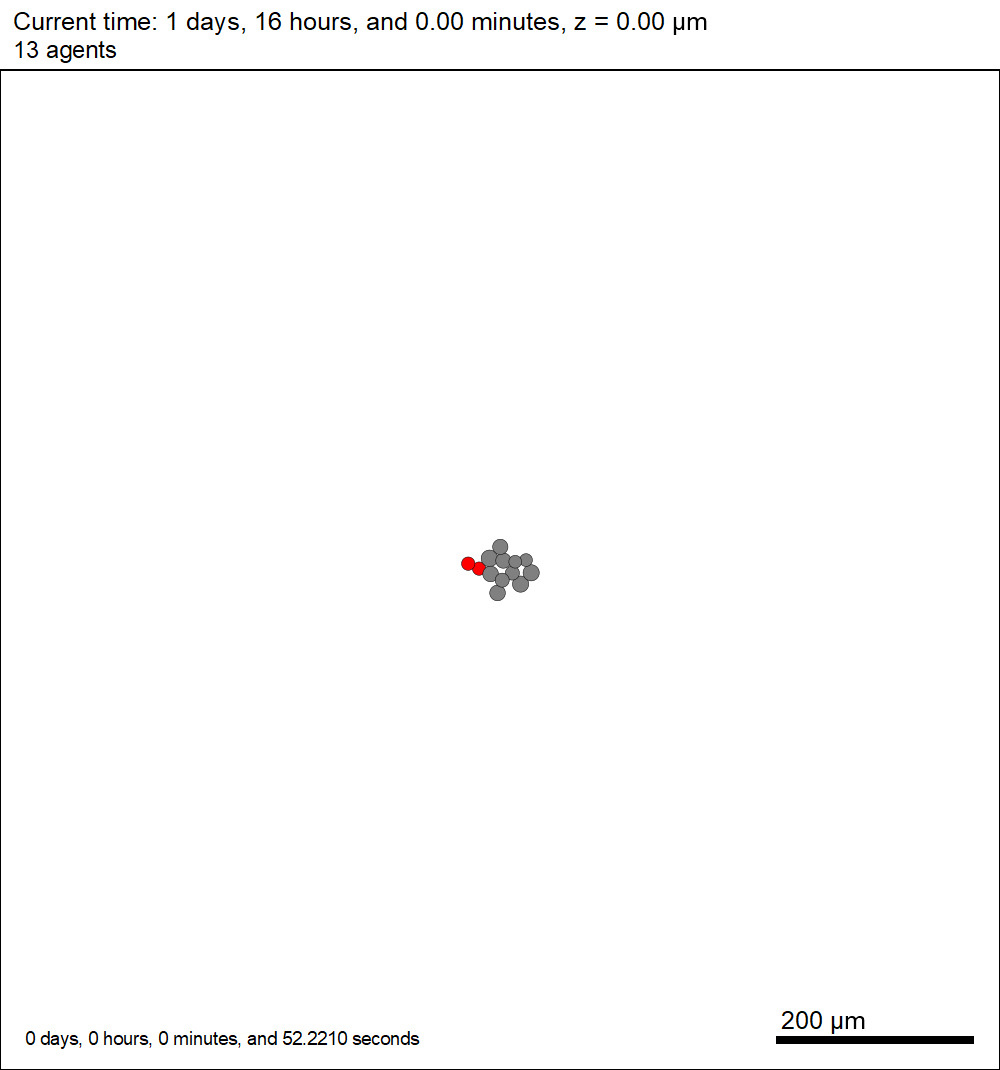 Current time: 1 days, 16 hours, and 0.00 minutes, z = 0.00 µm
13 agents
200 µm
0 days, 0 hours, 0 minutes, and 52.2210 seconds